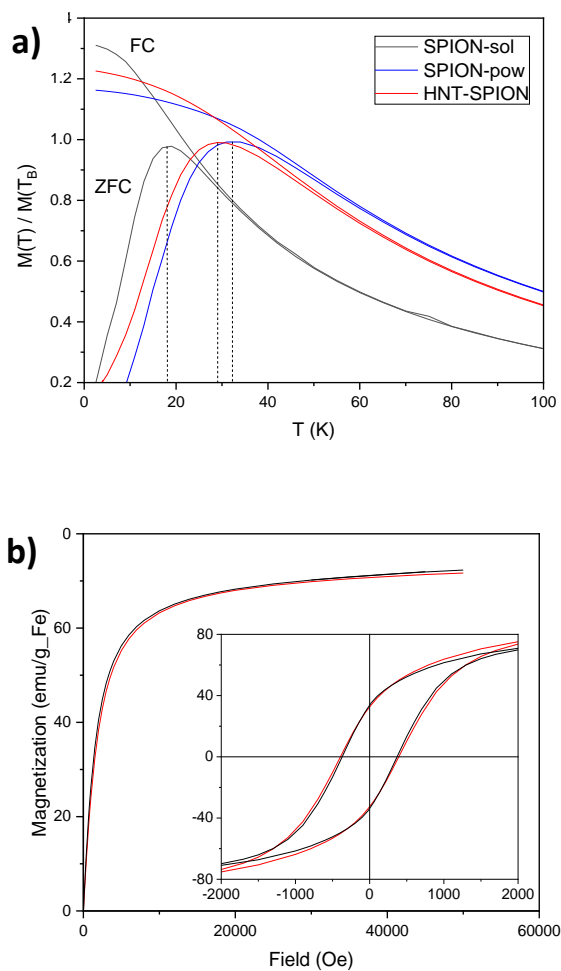 a)
FC
SPION-sol
SPION-pow
HNT-SPION
1.2
1.0
ZFC
0.8
0.6
0.4
0.2
M(T) / M(T_B)
0 20 40 60 80 100
T (K)
b)
0
60
40
20
0
Magnetization (emu/g_Fe)
80
40
0
-40
-80
-2000 -1000 0 1000 2000
0 20000 40000 60000
Field (Oe)